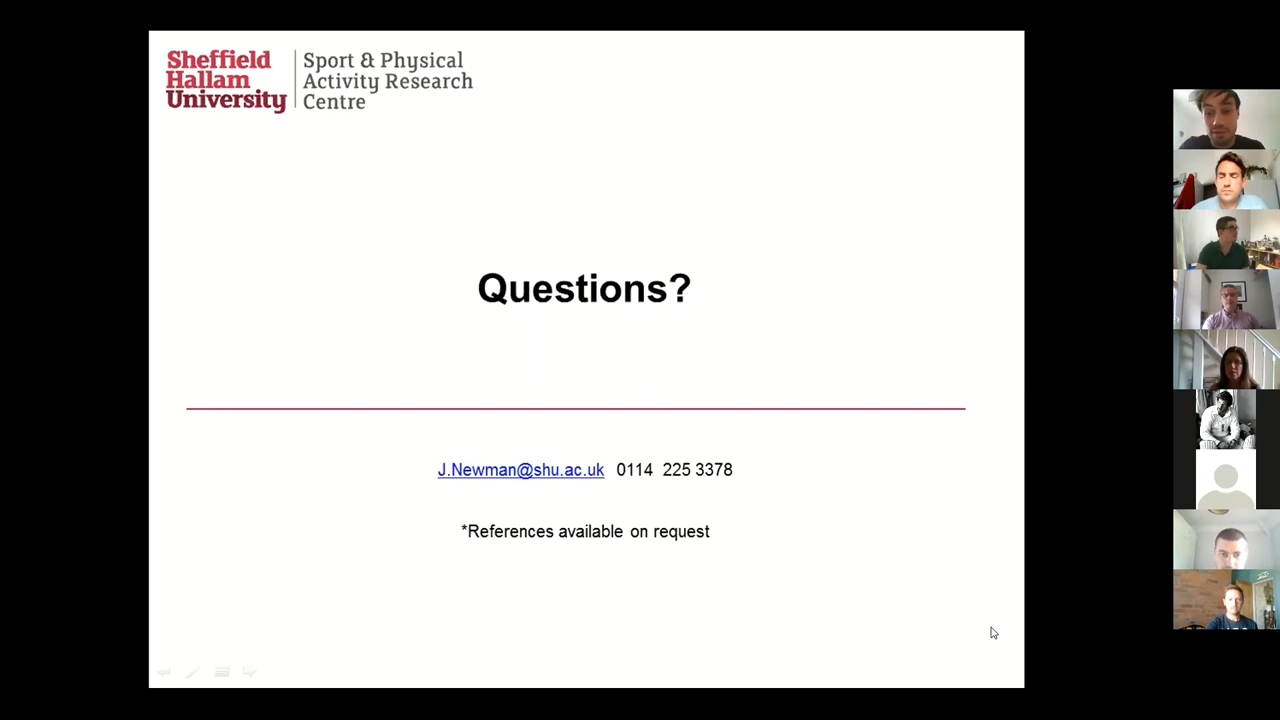 Sheffield
Hallam
University
Sport & Physical
Activity Research
Centre
Questions?
J.Newman@shu.ac.uk 0114 225 3378
*References available on request